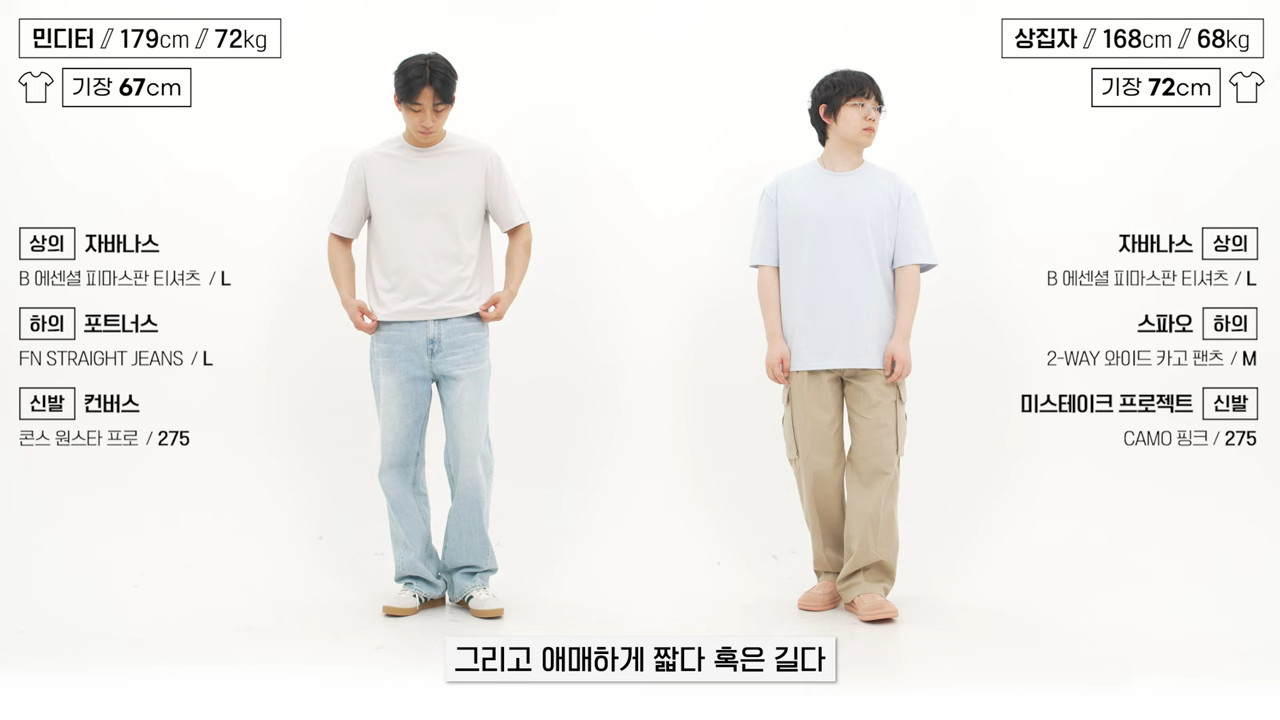 민디터 // 179cm // 72kg
기장 67cm
상의 자바나스
B 에센셜 피마스판 티셔츠 / L
하의 포트너스
FN STRAIGHT JEANS / L
신발 컨버스
콘스 원스타 프로 / 275
상집자 // 168cm // 68kg
기장 72cm
자바나스 상의
B 에센셜 피마스판 티셔츠 / L
스파오 하의
2-WAY 와이드 카고 팬츠 / M
미스테이크 프로젝트 신발
CAMO 핑크 / 275
그리고 애매하게 짧다 혹은 길다